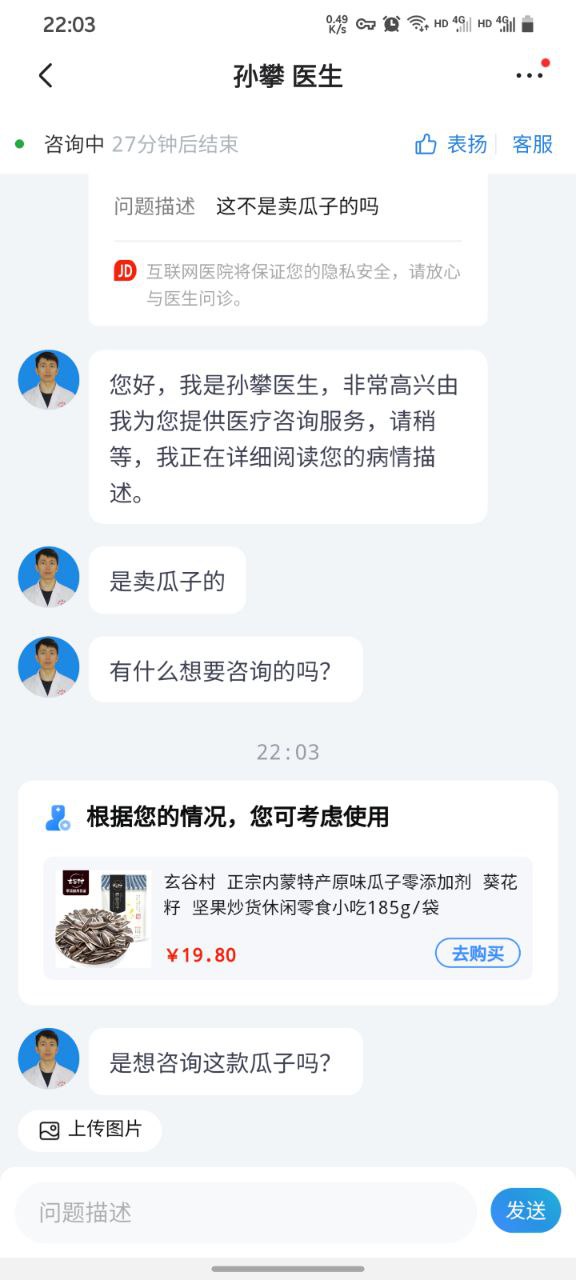 22:03
0.49
K/s
HD 4G HD 4G
孙攀 医生
咨询中 27分钟后结束
表扬 客服
问题描述 这不是卖瓜子的吗
JD 互联网医院将保证您的隐私安全，请放心
与医生问诊。
您好，我是孙攀医生，非常高兴由
我为您提供医疗咨询服务，请稍
等，我正在详细阅读您的病情描
述。
是卖瓜子的
有什么想要咨询的吗？
22:03
根据您的情况，您可考虑使用
玄谷村 正宗内蒙特产原味瓜子零添加剂 葵花
籽 坚果炒货休闲零食小吃185g/袋
￥19.80
去购买
是想咨询这款瓜子吗？
上传图片
问题描述
发送